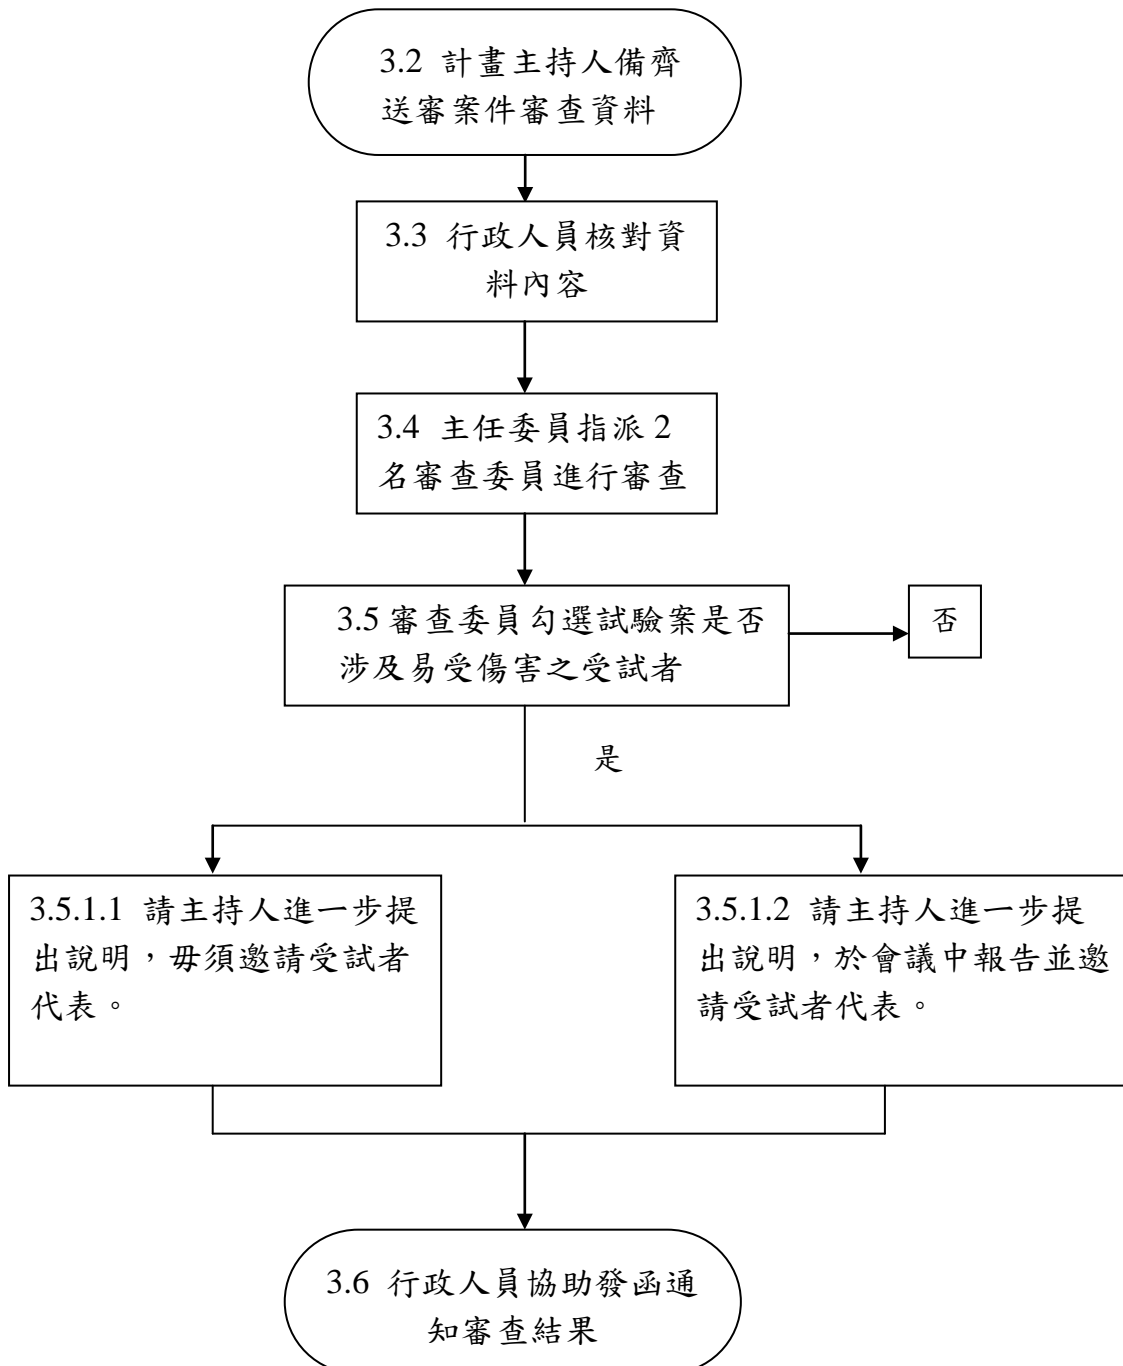 3.2 計畫主持人備齊
送審案件審查資料
3.3 行政人員核對資
料內容
3.4 主任委員指派 2
名審查委員進行審查
3.5 審查委員勾選試驗案是否
涉及易受傷害之受試者
否
是
3.5.1.1 請主持人進一步提
出說明，毋須邀請受試者
代表。
3.5.1.2 請主持人進一步提
出說明，於會議中報告並邀
請受試者代表。
3.6 行政人員協助發函通
知審查結果